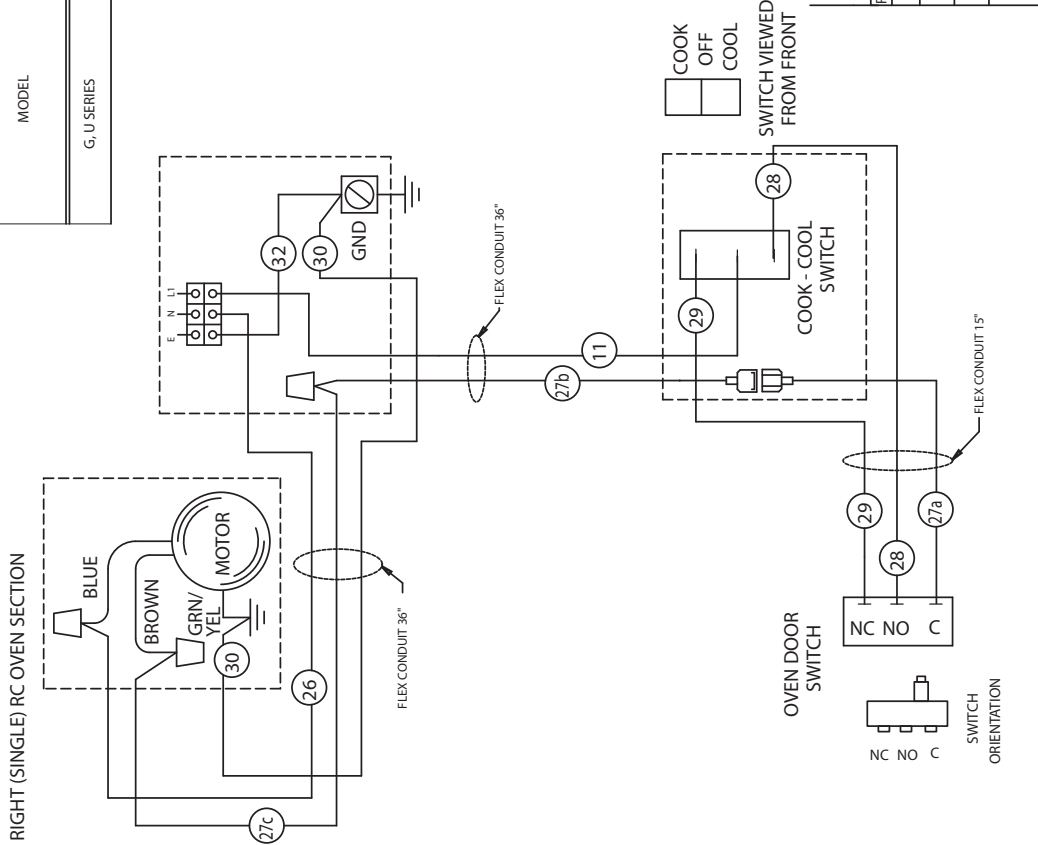 MODEL
G, U SERIES
RIGHT (SINGLE) RC OVEN SECTION
BLUE
BROWN
GRN/
YEL
MOTOR
30
26
27c
FLEX CONDUIT 36"
E N L1
32
30
GND
FLEX CONDUIT 36"
11
27b
COOK
OFF
COOL
SWITCH VIEWED
FROM FRONT
28
29
COOK - COOL
SWITCH
FLEX CONDUIT 15"
29
28
27a
OVEN DOOR
SWITCH
NC NO C
NC NO C
SWITCH
ORIENTATION